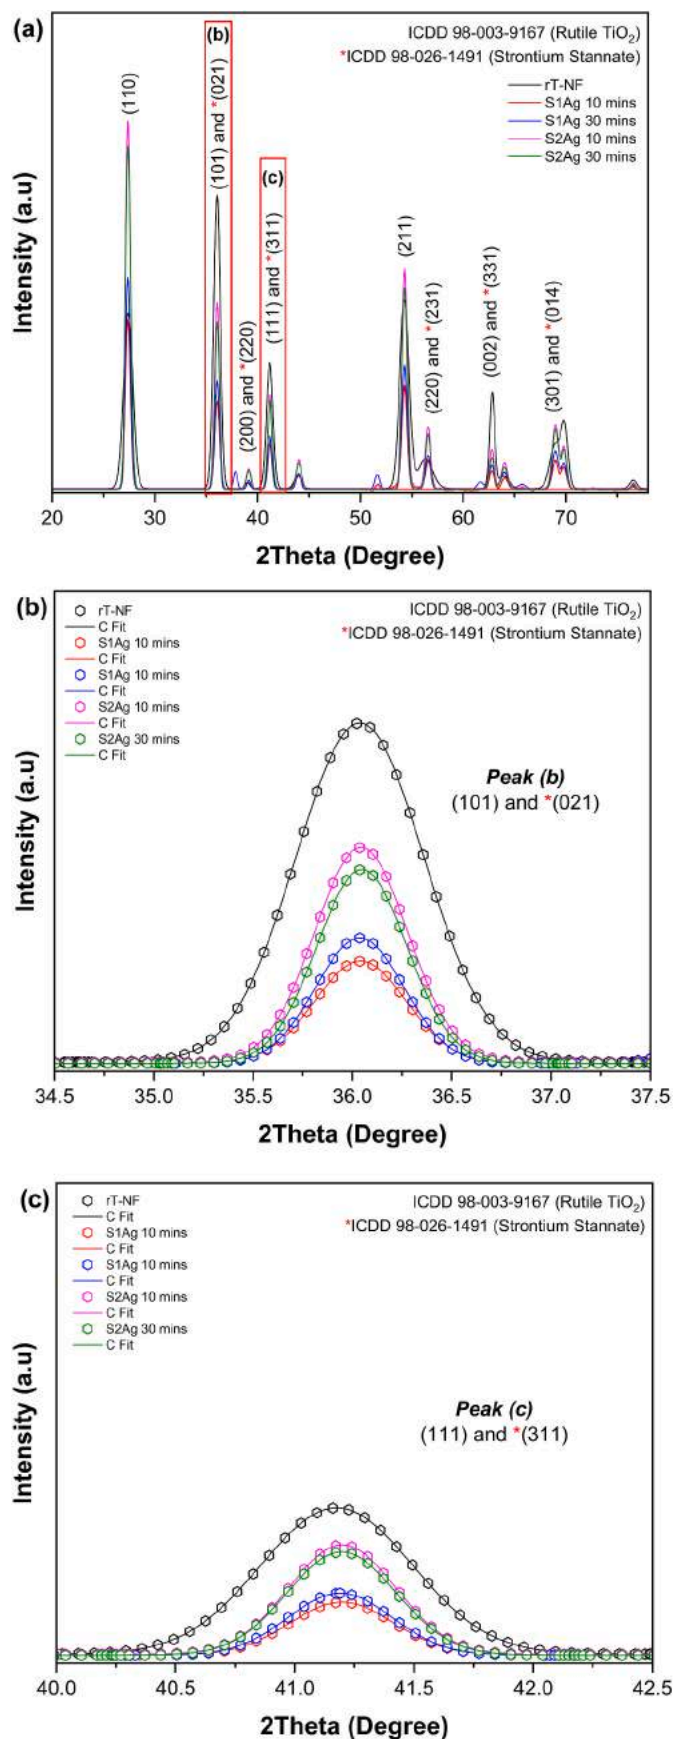 (a)
ICDD 98-003-9167 (Rutile TiO₂)
*ICDD 98-026-1491 (Strontium Stannate)
rT-NF
S1Ag 10 mins
S1Ag 30 mins
S2Ag 10 mins
S2Ag 30 mins
(b)
(c)
(110)
(101) and *(021)
(200) and *(220)
(111) and *(311)
(211)
(220) and *(231)
(002) and *(331)
(301) and *(014)
Intensity (a.u)
20 30 40 50 60 70
2Theta (Degree)
(b)
rT-NF
C Fit
S1Ag 10 mins
C Fit
S1Ag 10 mins
C Fit
S2Ag 10 mins
C Fit
S2Ag 30 mins
C Fit
ICDD 98-003-9167 (Rutile TiO₂)
*ICDD 98-026-1491 (Strontium Stannate)
Peak (b)
(101) and *(021)
Intensity (a.u)
34.5 35.0 35.5 36.0 36.5 37.0 37.5
2Theta (Degree)
(c)
rT-NF
C Fit
S1Ag 10 mins
C Fit
S1Ag 10 mins
C Fit
S2Ag 10 mins
C Fit
S2Ag 30 mins
C Fit
ICDD 98-003-9167 (Rutile TiO₂)
*ICDD 98-026-1491 (Strontium Stannate)
Peak (c)
(111) and *(311)
Intensity (a.u)
40.0 40.5 41.0 41.5 42.0 42.5
2Theta (Degree)